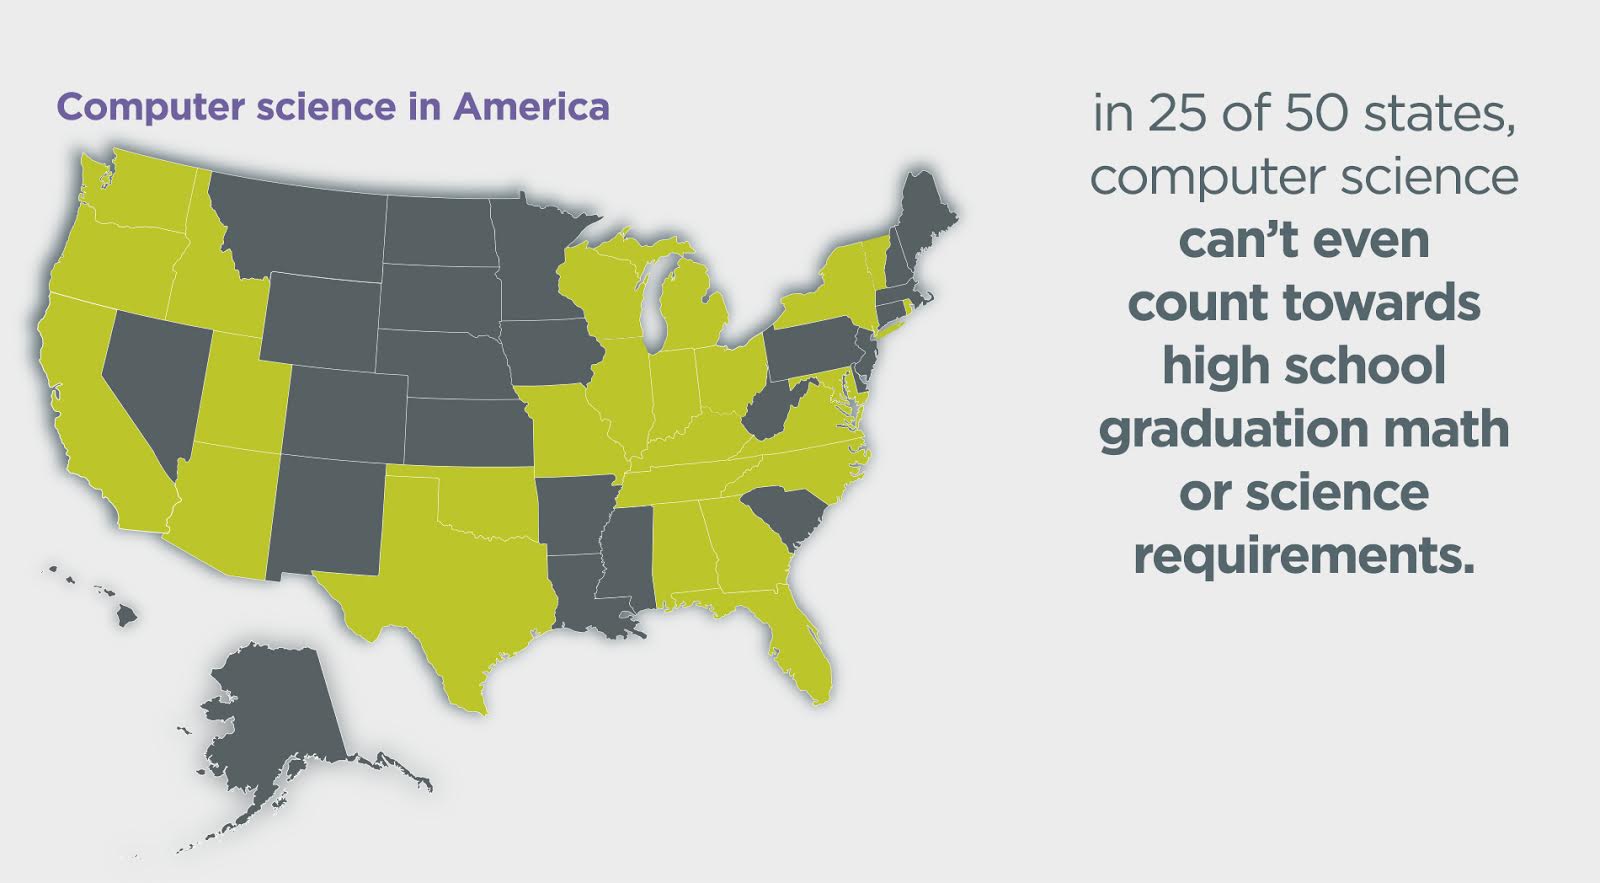 Computer science in America
in 25 of 50 states,
computer science
can’t even
count towards
high school
graduation math
or science
requirements.